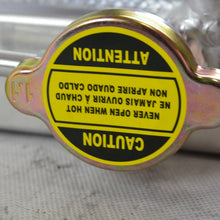 CAUTION
NEVER OPEN WHEN HOT
NE JAMAIS OUVRIR À CHAUD
NON APRIRE QUADO CALDO
ATTENTION